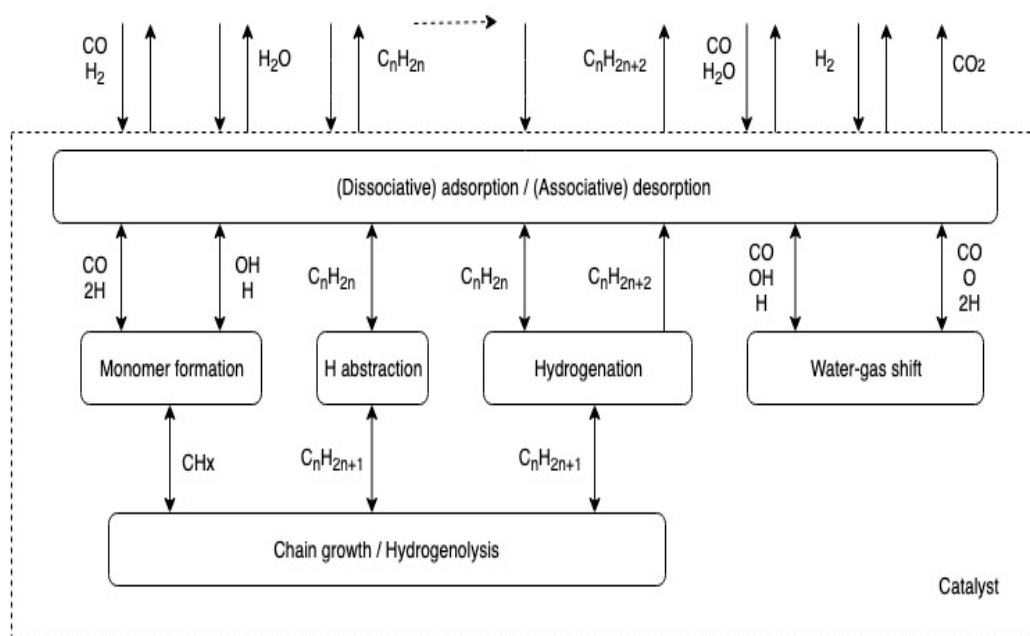 CO
H₂
H₂O
CₙH₂ₙ
CₙH₂ₙ₊₂
CO
H₂O
H₂
CO2
(Dissociative) adsorption / (Associative) desorption
CO
2H
OH
H
CₙH₂ₙ
CₙH₂ₙ
CₙH₂ₙ₊₂
CO
OH
H
CO
O
2H
Monomer formation
H abstraction
Hydrogenation
Water-gas shift
CHx
CₙH₂ₙ₊₁
CₙH₂ₙ₊₁
Chain growth / Hydrogenolysis
Catalyst